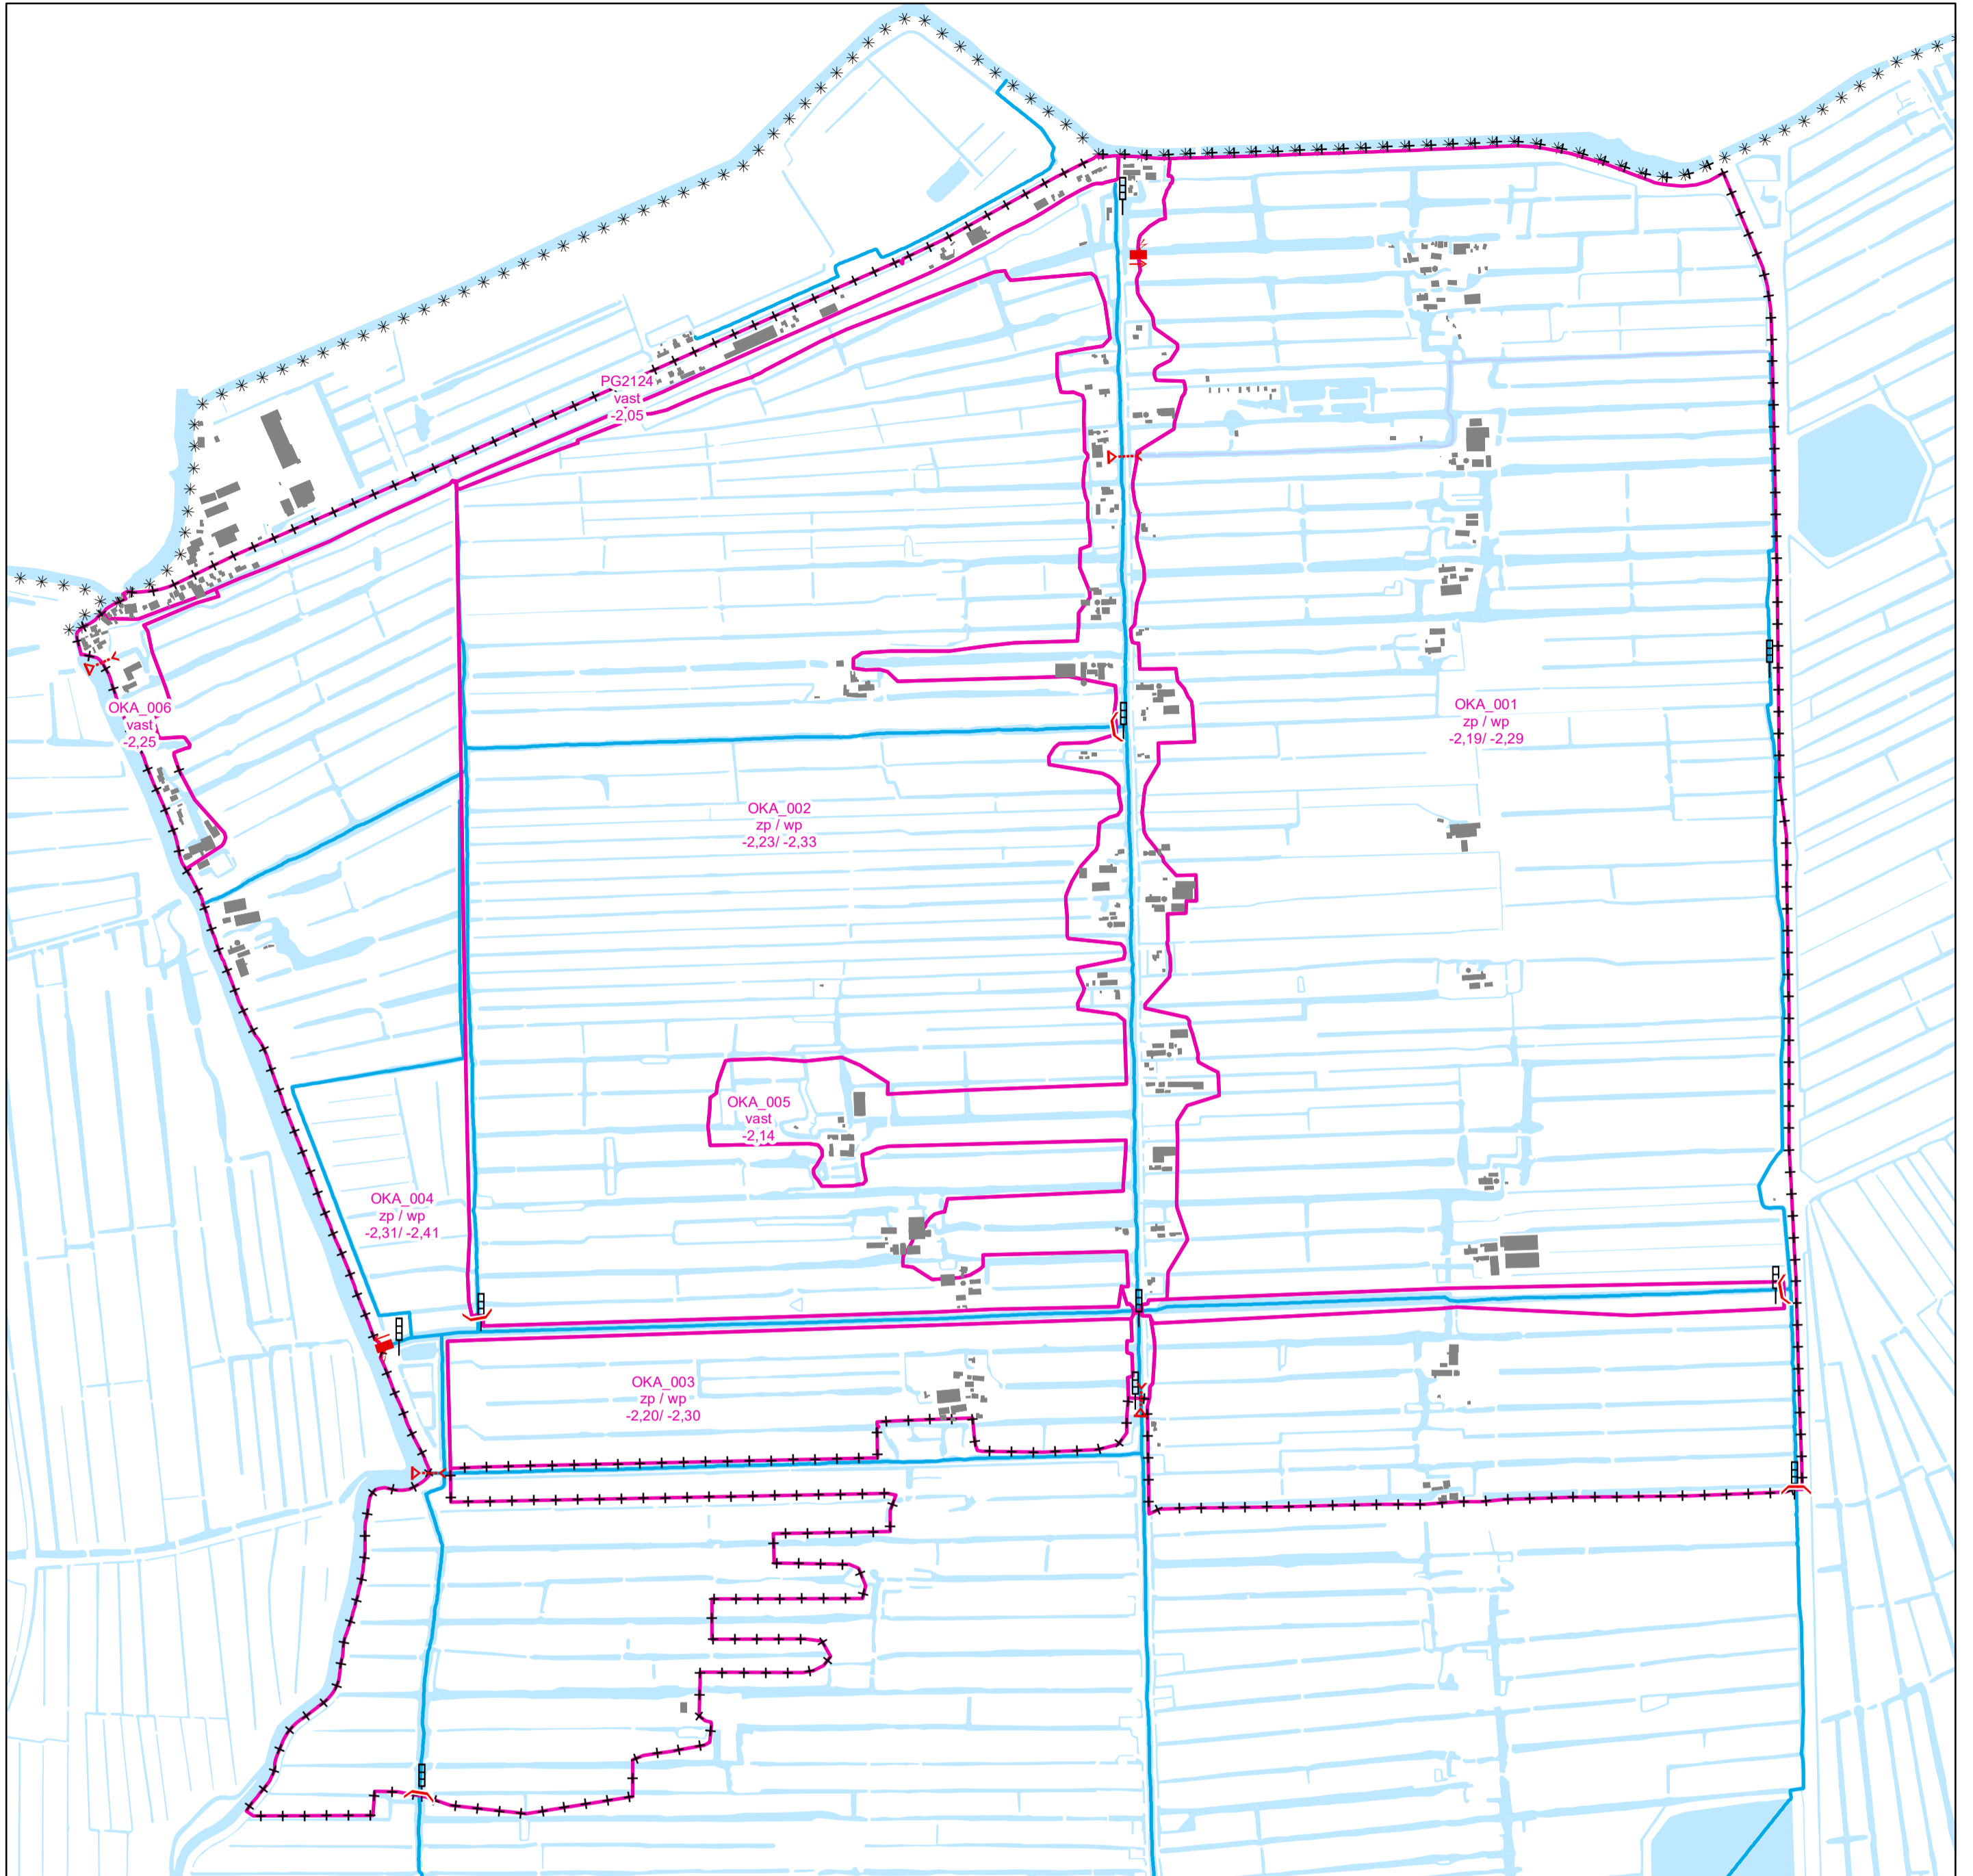 PG2124
vast
-2,05
OKA_006
vast
-2,25
OKA_001
zp / wp
-2,19/ -2,29
OKA_002
zp / wp
-2,23/ -2,33
OKA_005
vast
-2,14
OKA_004
zp / wp
-2,31/ -2,41
OKA_003
zp / wp
-2,20/ -2,30